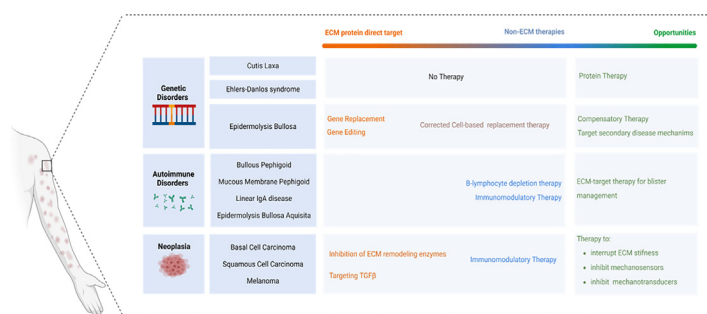 ECM protein direct target
Non-ECM therapies
Opportunities
Genetic
Disorders
Cutis Laxa
Ehlers-Danlos syndrome
No Therapy
Protein Therapy
Epidermolysis Bullosa
Gene Replacement
Gene Editing
Corrected Cell-based replacement therapy
Compensatory Therapy
Target secondary disease mechanims
Autoimmune
Disorders
Bullous Pephigoid
Mucous Membrane Pephigoid
Linear IgA disease
Epidermolysis Bullosa Aquisita
B-lymphocyte depletion therapy
Immunomodulatory Therapy
ECM-target therapy for blister
management
Neoplasia
Basal Cell Carcinoma
Squamous Cell Carcinoma
Melanoma
Inhibition of ECM remodeling enzymes
Targeting TGFβ
Immunomodulatory Therapy
Therapy to:
• interrupt ECM stifness
• inhibit mechanosensors
• inhibit mechanotransducers